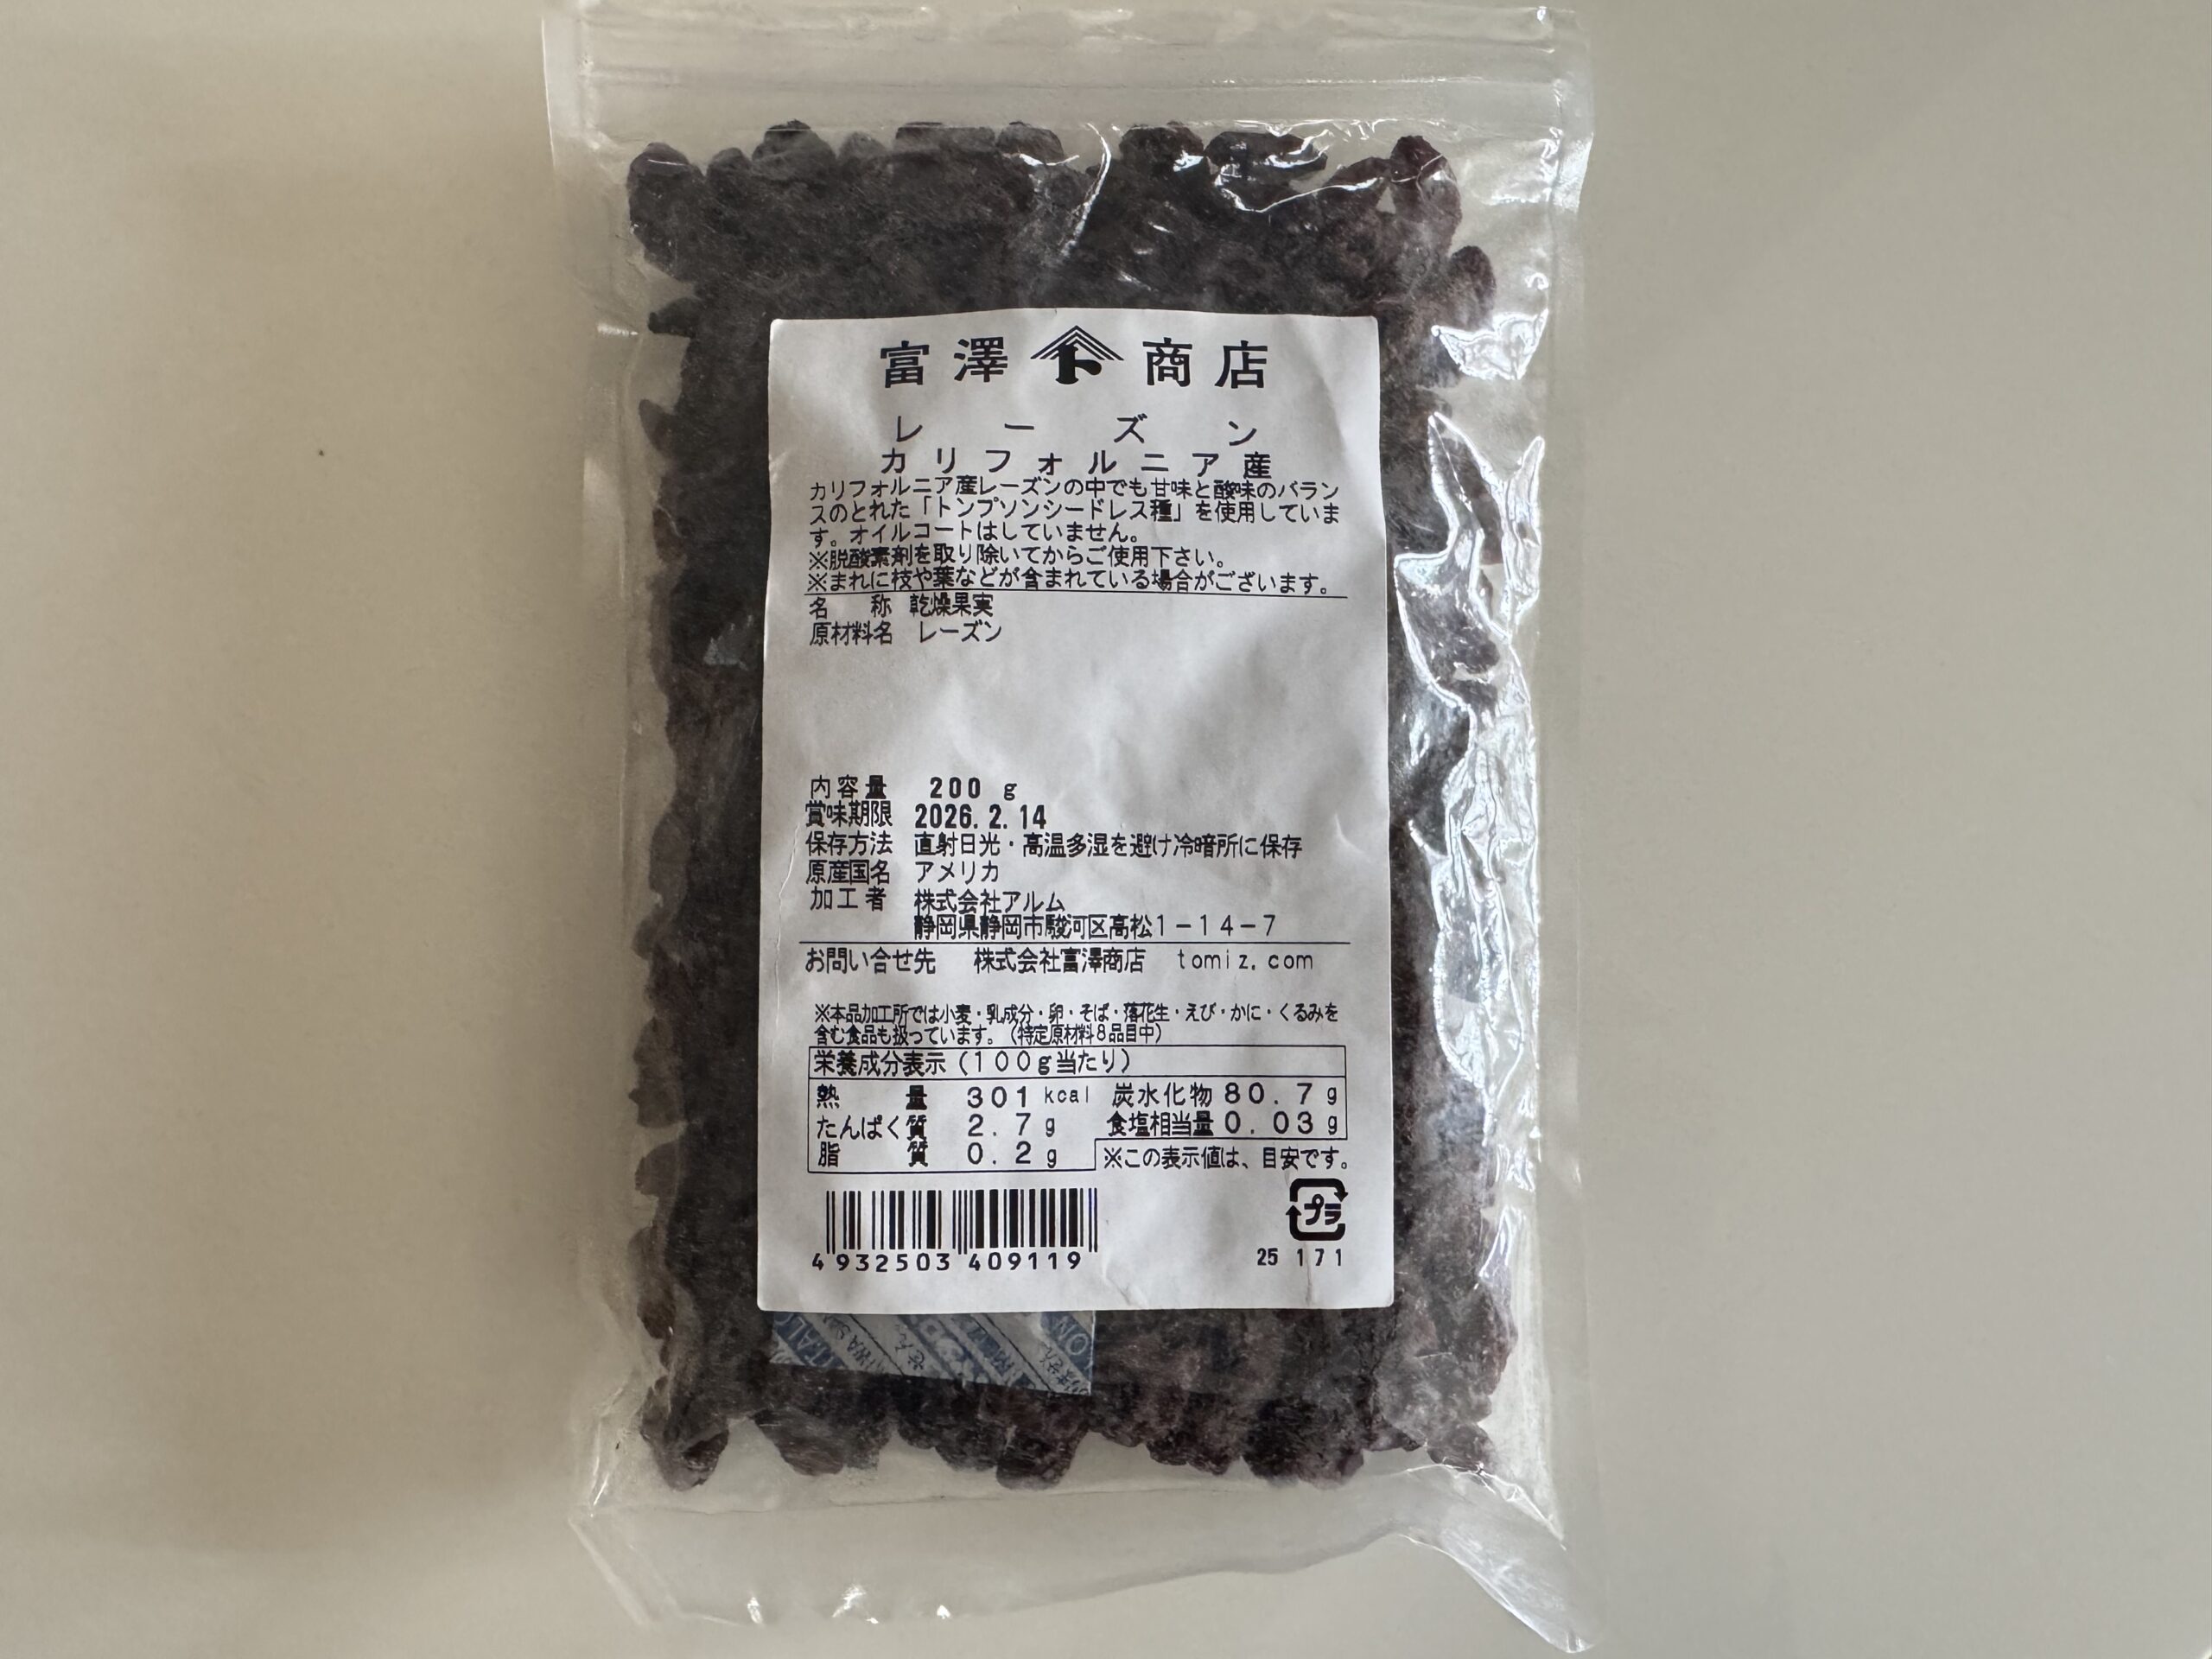 富澤 ト 商店
レーズン
カリフォルニア産
カリフォルニア産レーズンの中でも甘味と酸味のバラン
スのとれた「トンプソンシードレス種」を使用していま
す。オイルコートはしていません。
※脱酸素剤を取り除いてからご使用下さい。
※まれに枝や葉などが含まれている場合がございます。
名　称 乾燥果実
原材料名 レーズン
内容量 200 g
賞味期限 2026.2.14
保存方法 直射日光・高温多湿を避け冷暗所に保存
原産国名 アメリカ
加工者 株式会社アルム
静岡県静岡市駿河区高松1-14-7
お問い合せ先 株式会社富澤商店 tomiz.com
※本品加工所では小麦・乳成分・卵・そば・落花生・えび・かに・くるみを
含む食品も扱っています。（特定原材料8品目中）
栄養成分表示（100g当たり）
熱量 301 kcal 炭水化物 80.7 g
たんぱく質 2.7 g 食塩相当量 0.03 g
脂質 0.2 g ※この表示値は、目安です。
プラ
4 932503 409119 25 171